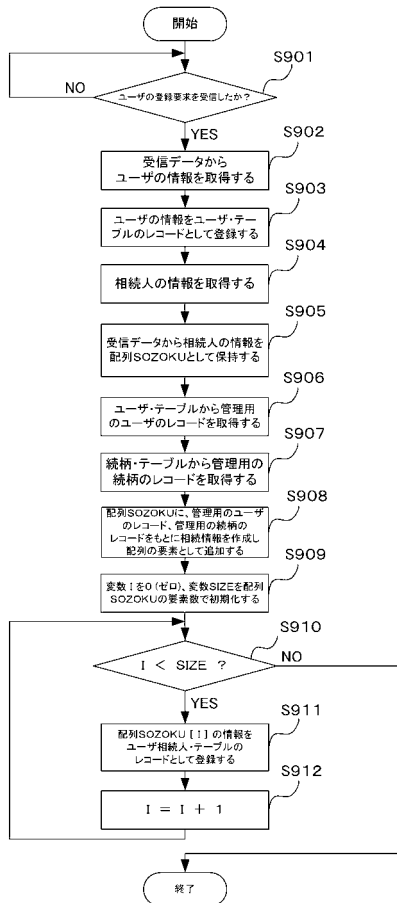 開始
S901
ユーザの登録要求を受信したか?
NO
YES
S902
受信データから
ユーザの情報を取得する
S903
ユーザの情報をユーザ・テー
ブルのレコードとして登録する
S904
相続人の情報を取得する
S905
受信データから相続人の情報を
配列SOZOKUとして保持する
S906
ユーザ・テーブルから管理用
のユーザのレコードを取得する
S907
続柄・テーブルから管理用の
続柄のレコードを取得する
S908
配列SOZOKUに、管理用のユーザ
のレコード、管理用の続柄の
レコードをもとに相続情報を作成し
配列の要素として追加する
S909
変数Iを0(ゼロ)、変数SIZEを配列
SOZOKUの要素数で初期化する
S910
I < SIZE ?
NO
YES
S911
配列SOZOKU[I]の情報を
ユーザ相続人・テーブルの
レコードとして登録する
S912
I = I + 1
終了